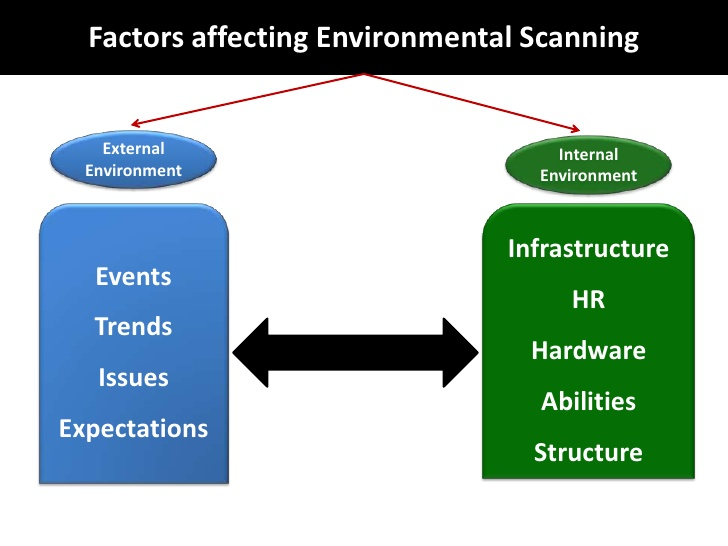 Factors affecting Environmental Scanning
External
Environment
Internal
Environment
Events
Trends
Issues
Expectations
Infrastructure
HR
Hardware
Abilities
Structure